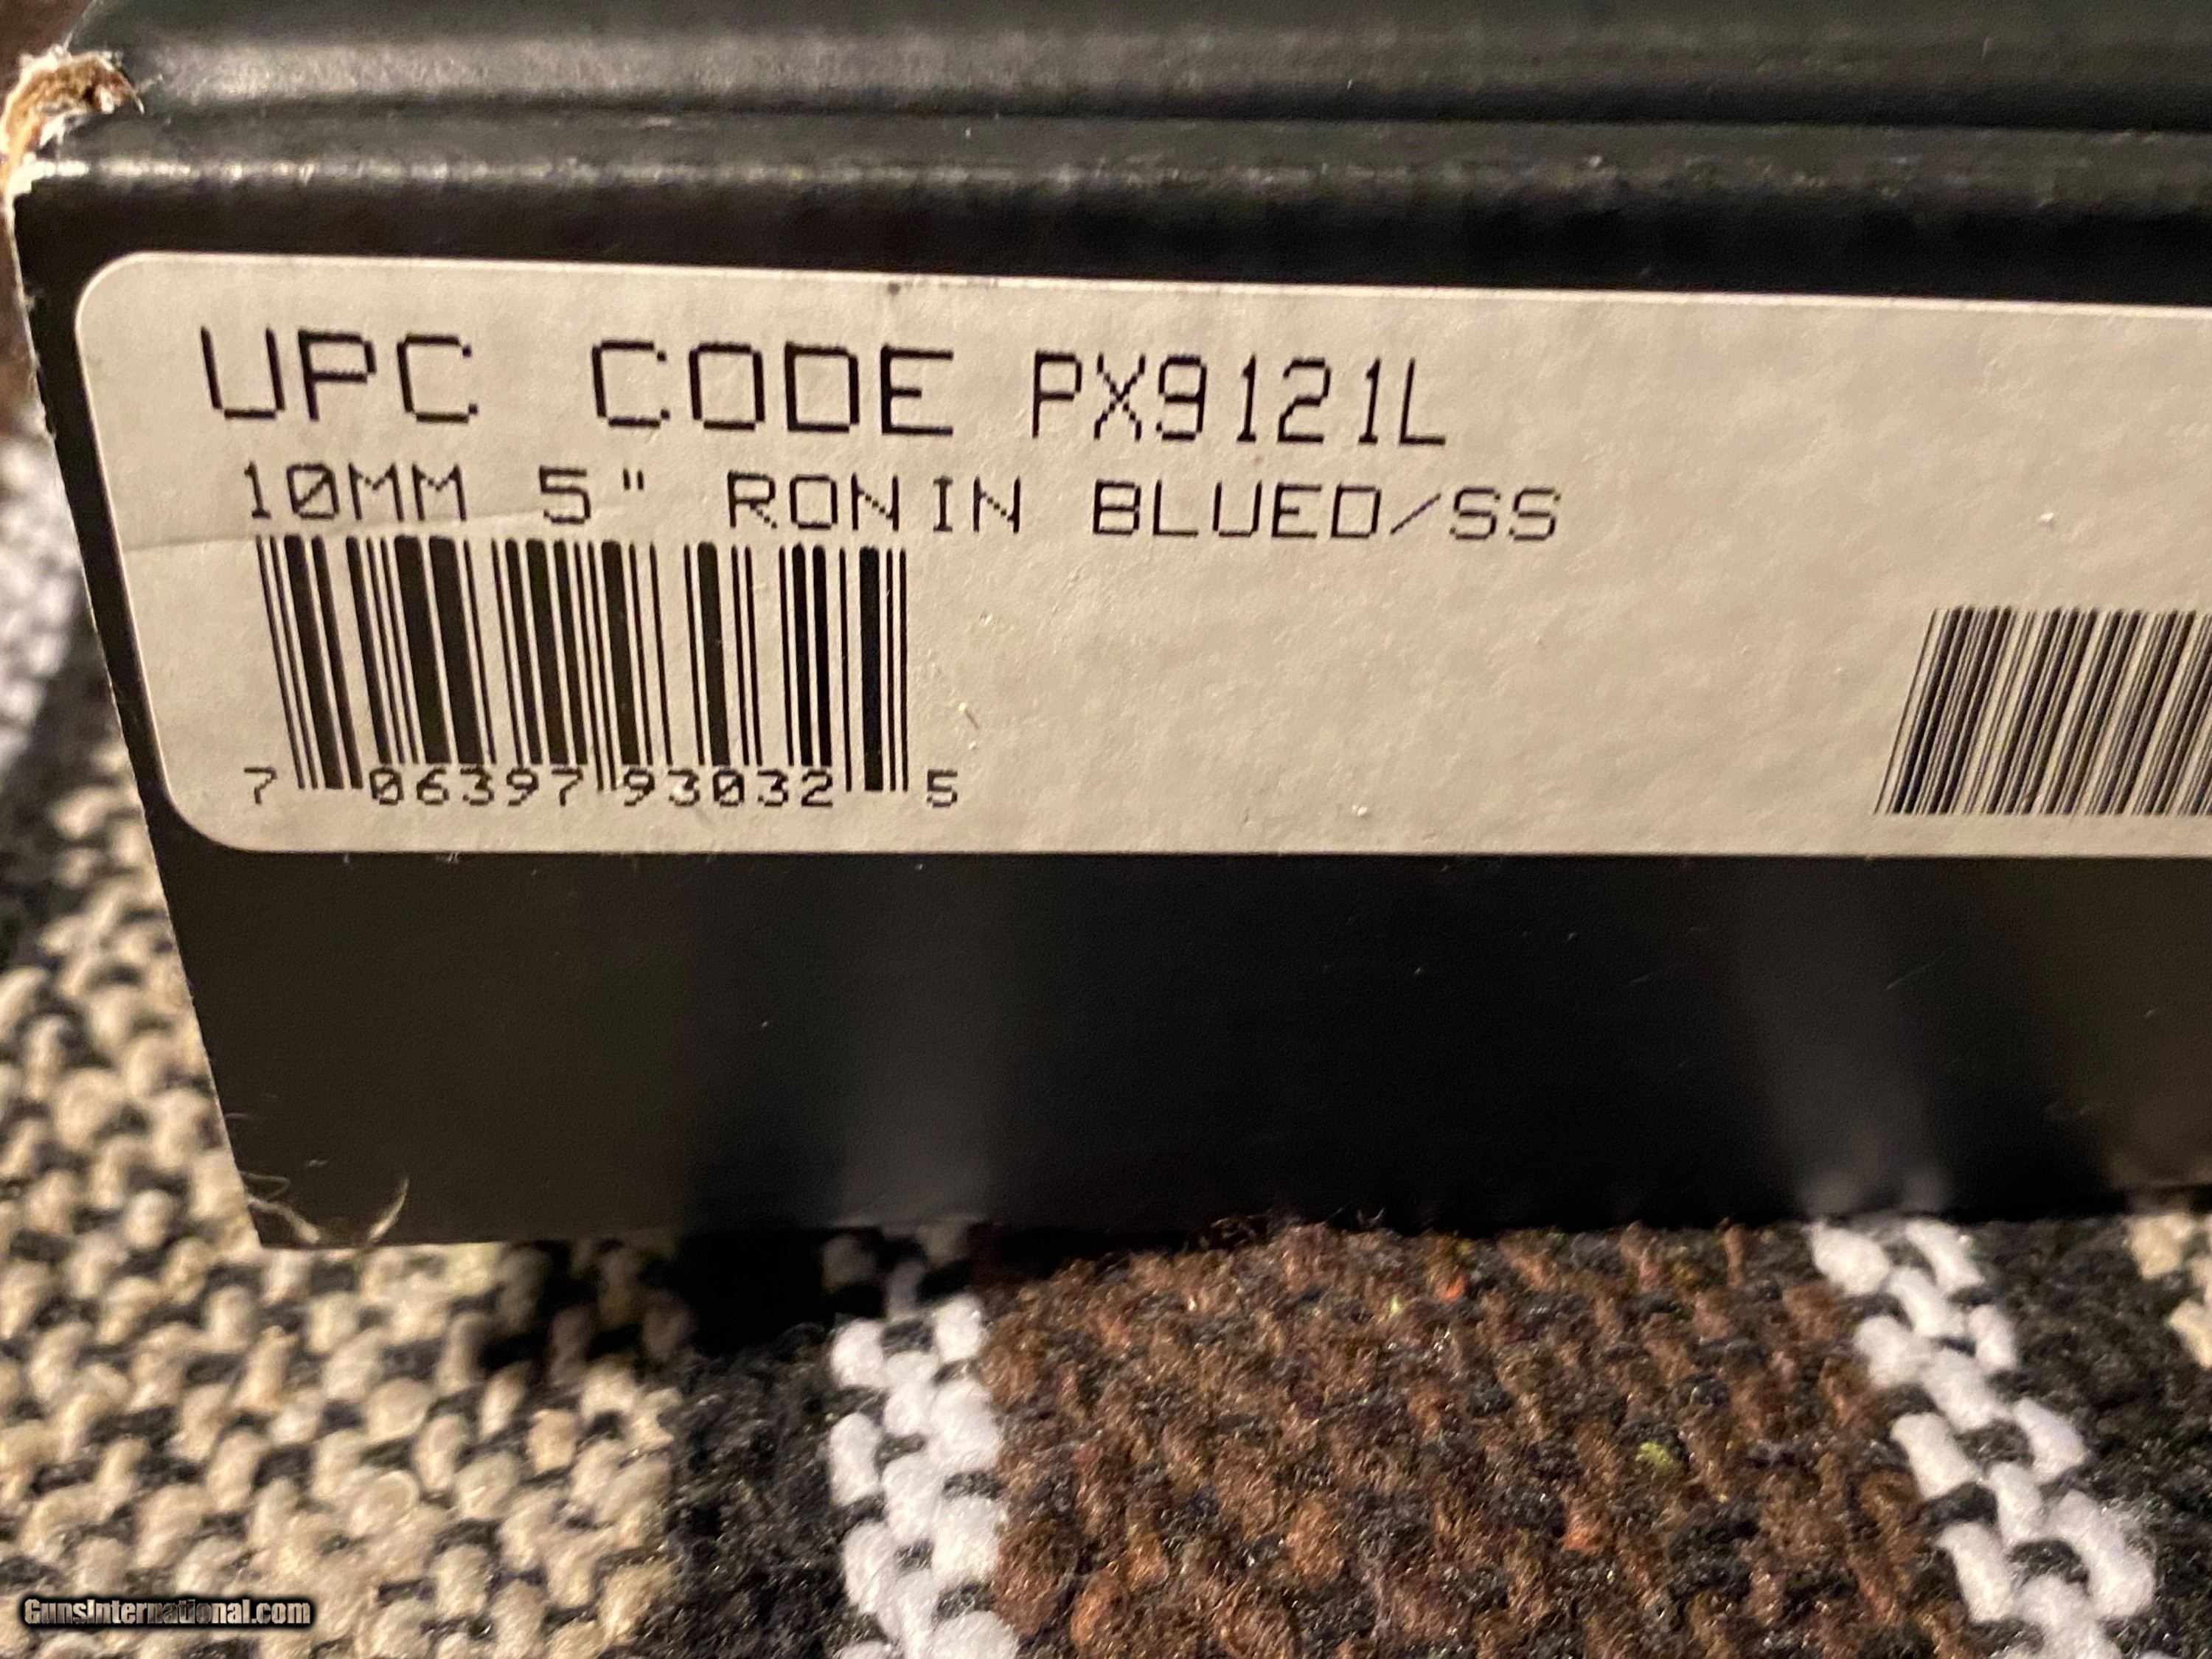 UPC CODE PX9121L
10MM 5" RONIN BLUED/SS
7 06397 93032 5
GunsInternational.com